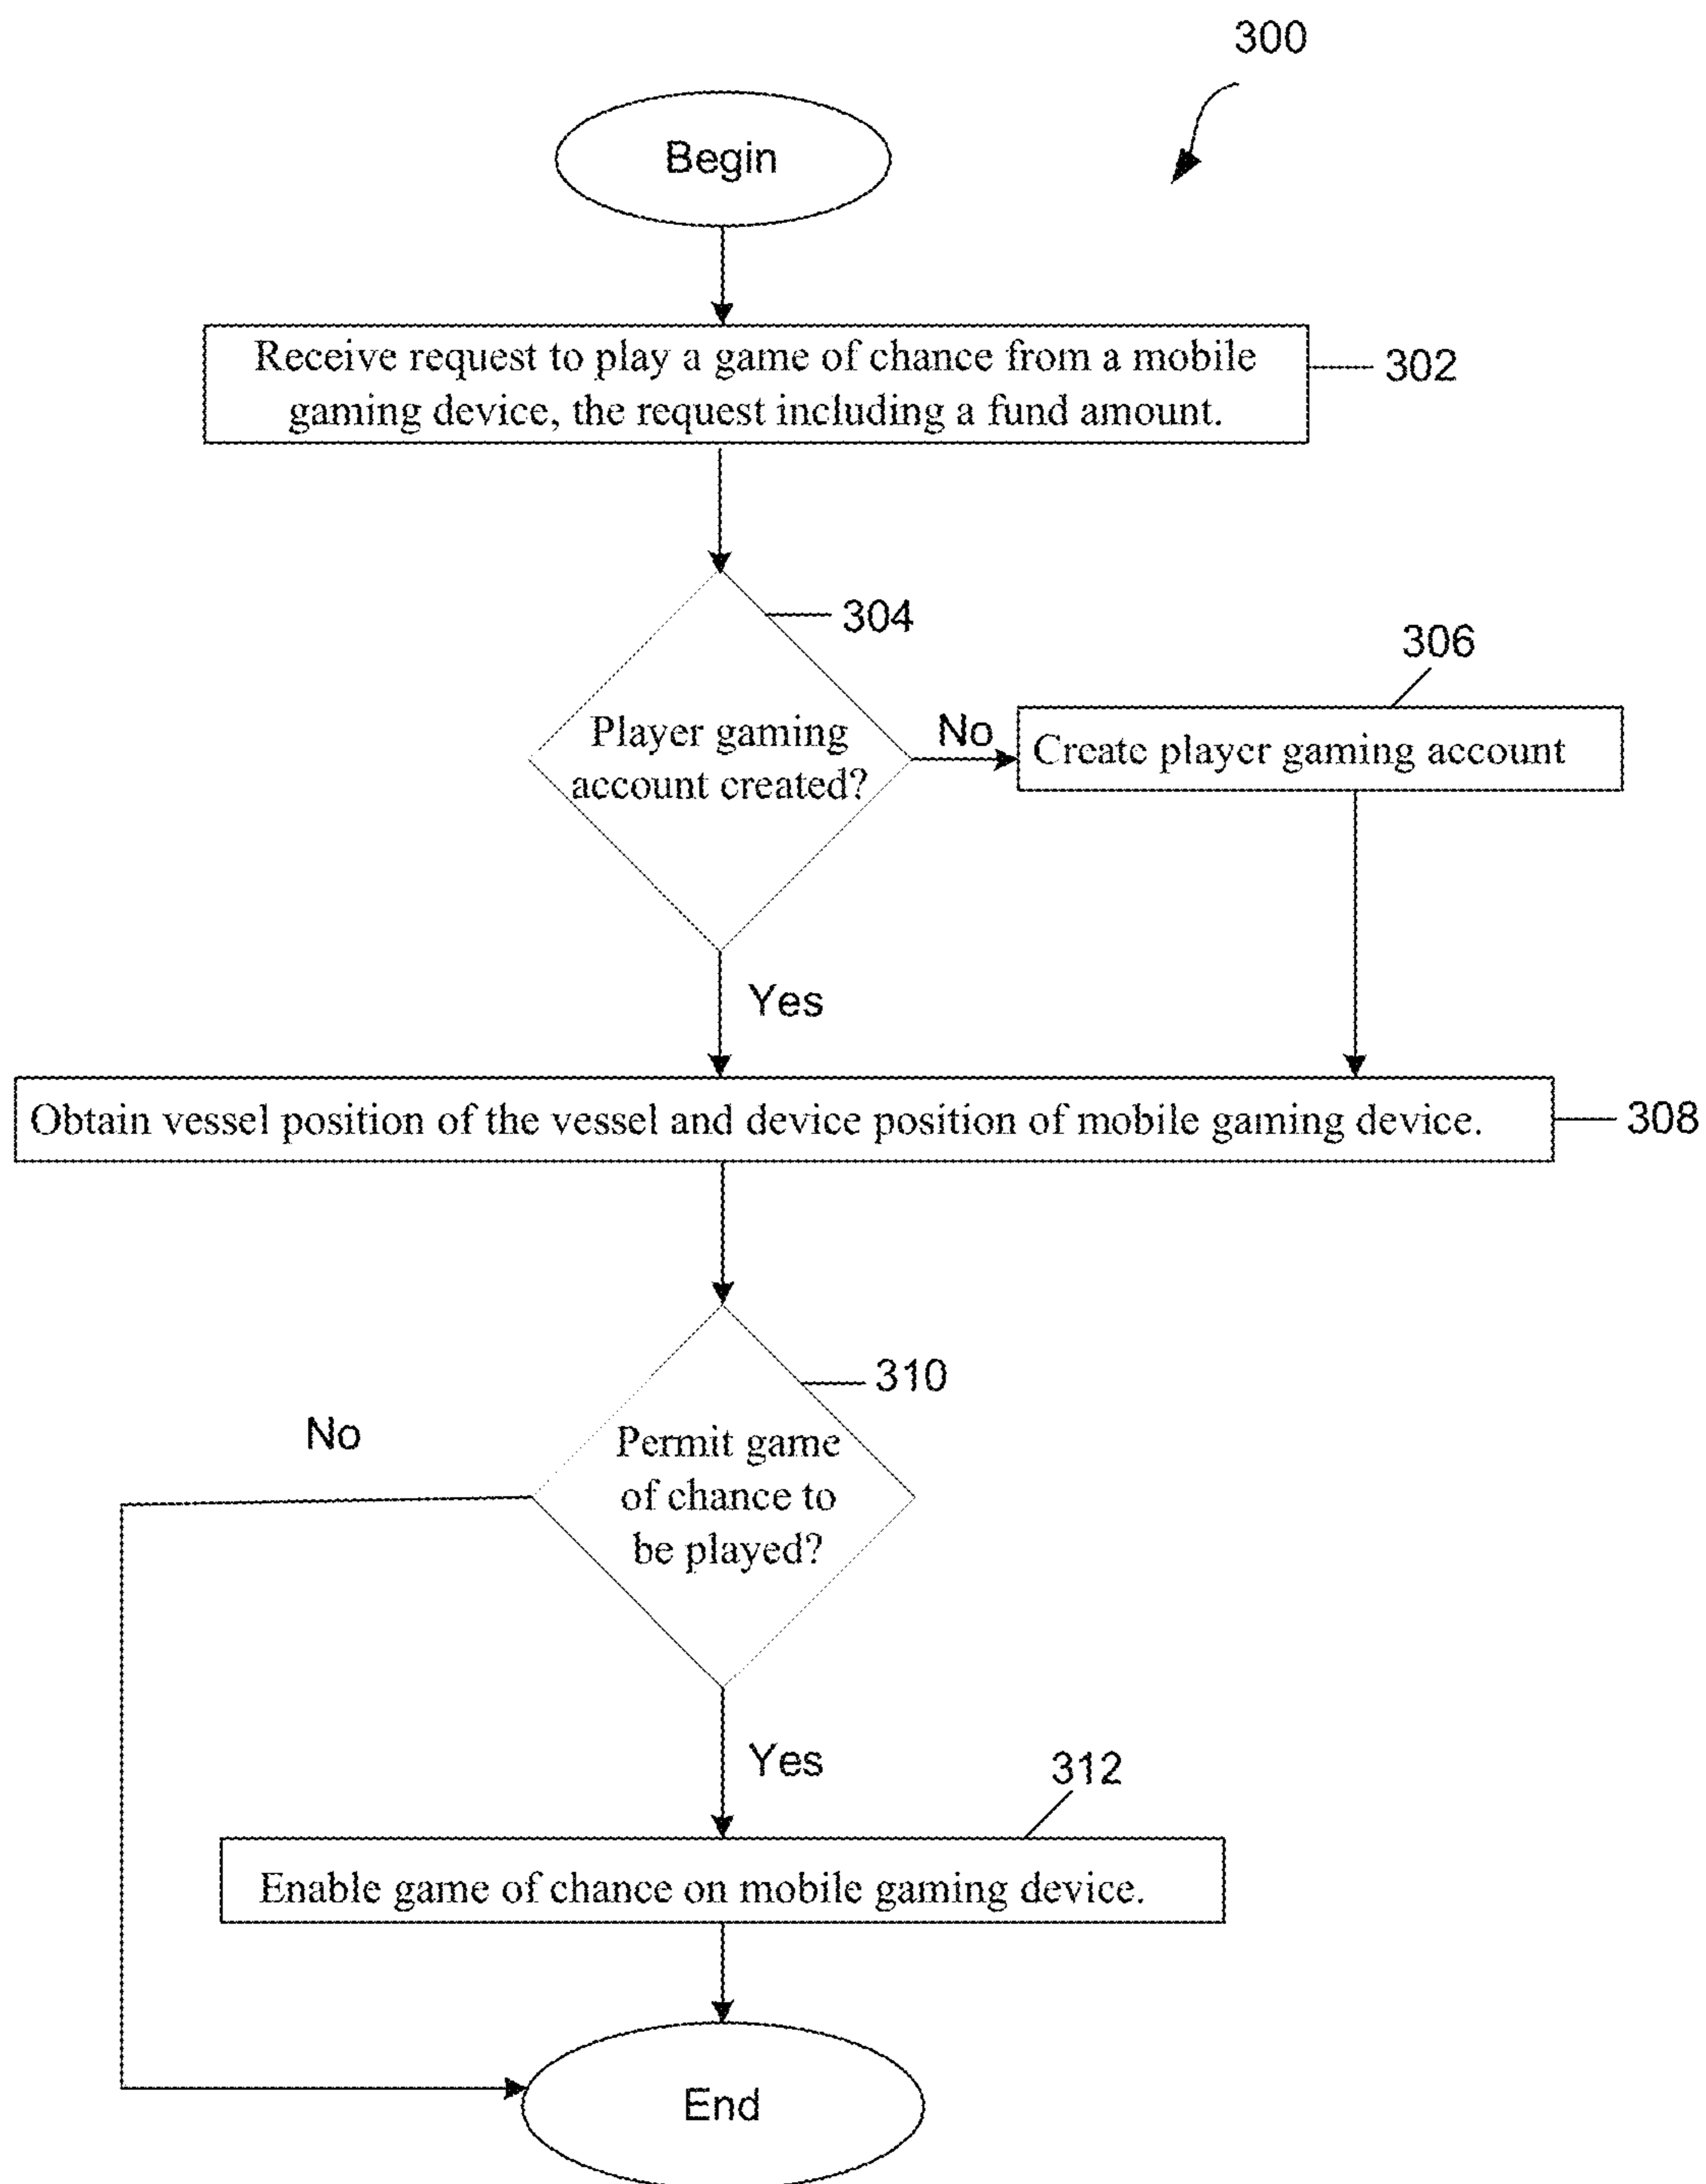 300
Begin
Receive request to play a game of chance from a mobile
gaming device, the request including a fund amount.
302
304
306
Player gaming
account created?
No
Create player gaming account
Yes
Obtain vessel position of the vessel and device position of mobile gaming device.
308
310
No
Permit game
of chance to
be played?
Yes
312
Enable game of chance on mobile gaming device.
End